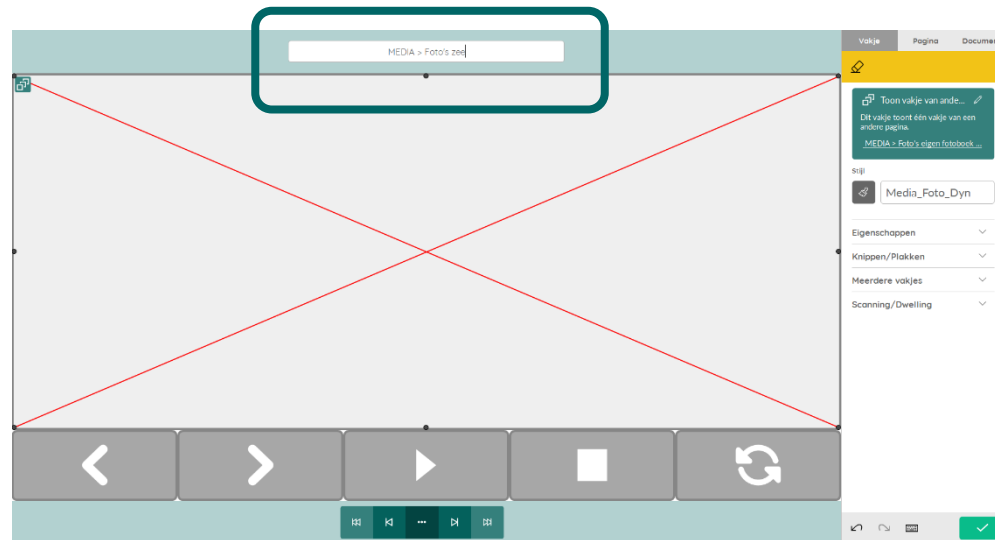 MEDIA > Foto's zee
Vakje Pagina Documen
Toon vakje van ande...
Dit vakje toont één vakje van een
andere pagina.
MEDIA > Foto's eigen fotoboek ...
Stijl
Media_Foto_Dyn
Eigenschappen
Knippen/Plakken
Meerdere vakjes
Scanning/Dwelling